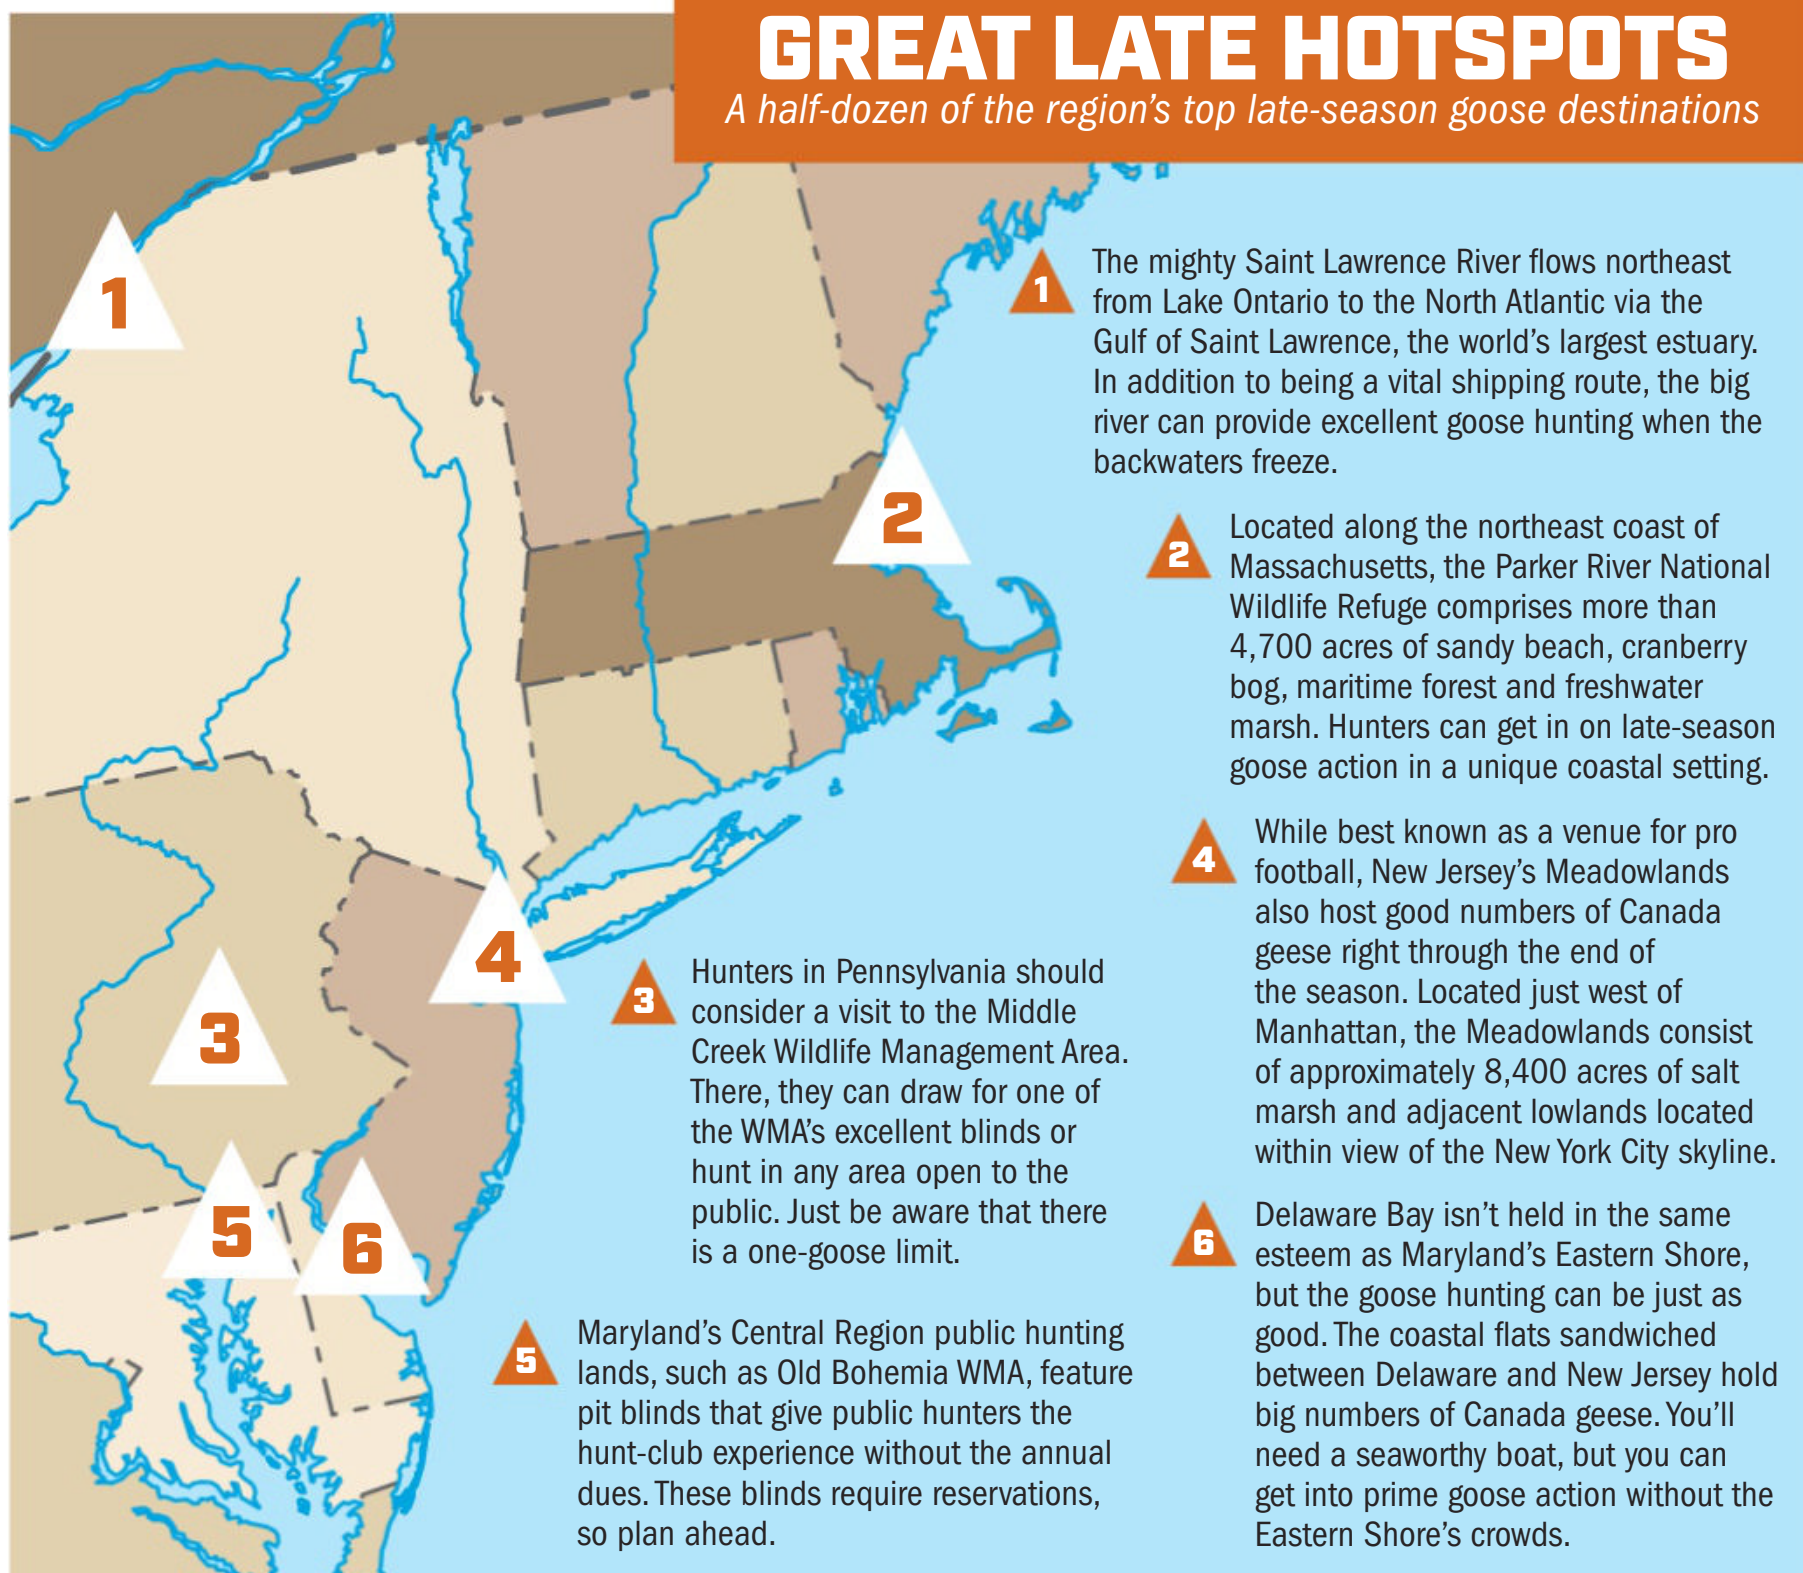 GREAT LATE HOTSPOTS
A half-dozen of the region's top late-season goose destinations
1
2
3
4
5
6
1
The mighty Saint Lawrence River flows northeast
from Lake Ontario to the North Atlantic via the
Gulf of Saint Lawrence, the world's largest estuary.
In addition to being a vital shipping route, the big
river can provide excellent goose hunting when the
backwaters freeze.
2
Located along the northeast coast of
Massachusetts, the Parker River National
Wildlife Refuge comprises more than
4,700 acres of sandy beach, cranberry
bog, maritime forest and freshwater
marsh. Hunters can get in on late-season
goose action in a unique coastal setting.
3
Hunters in Pennsylvania should
consider a visit to the Middle
Creek Wildlife Management Area.
There, they can draw for one of
the WMA's excellent blinds or
hunt in any area open to the
public. Just be aware that there
is a one-goose limit.
4
While best known as a venue for pro
football, New Jersey's Meadowlands
also host good numbers of Canada
geese right through the end of
the season. Located just west of
Manhattan, the Meadowlands consist
of approximately 8,400 acres of salt
marsh and adjacent lowlands located
within view of the New York City skyline.
5
Maryland's Central Region public hunting
lands, such as Old Bohemia WMA, feature
pit blinds that give public hunters the
hunt-club experience without the annual
dues. These blinds require reservations,
so plan ahead.
6
Delaware Bay isn't held in the same
esteem as Maryland's Eastern Shore,
but the goose hunting can be just as
good. The coastal flats sandwiched
between Delaware and New Jersey hold
big numbers of Canada geese. You'll
need a seaworthy boat, but you can
get into prime goose action without the
Eastern Shore's crowds.